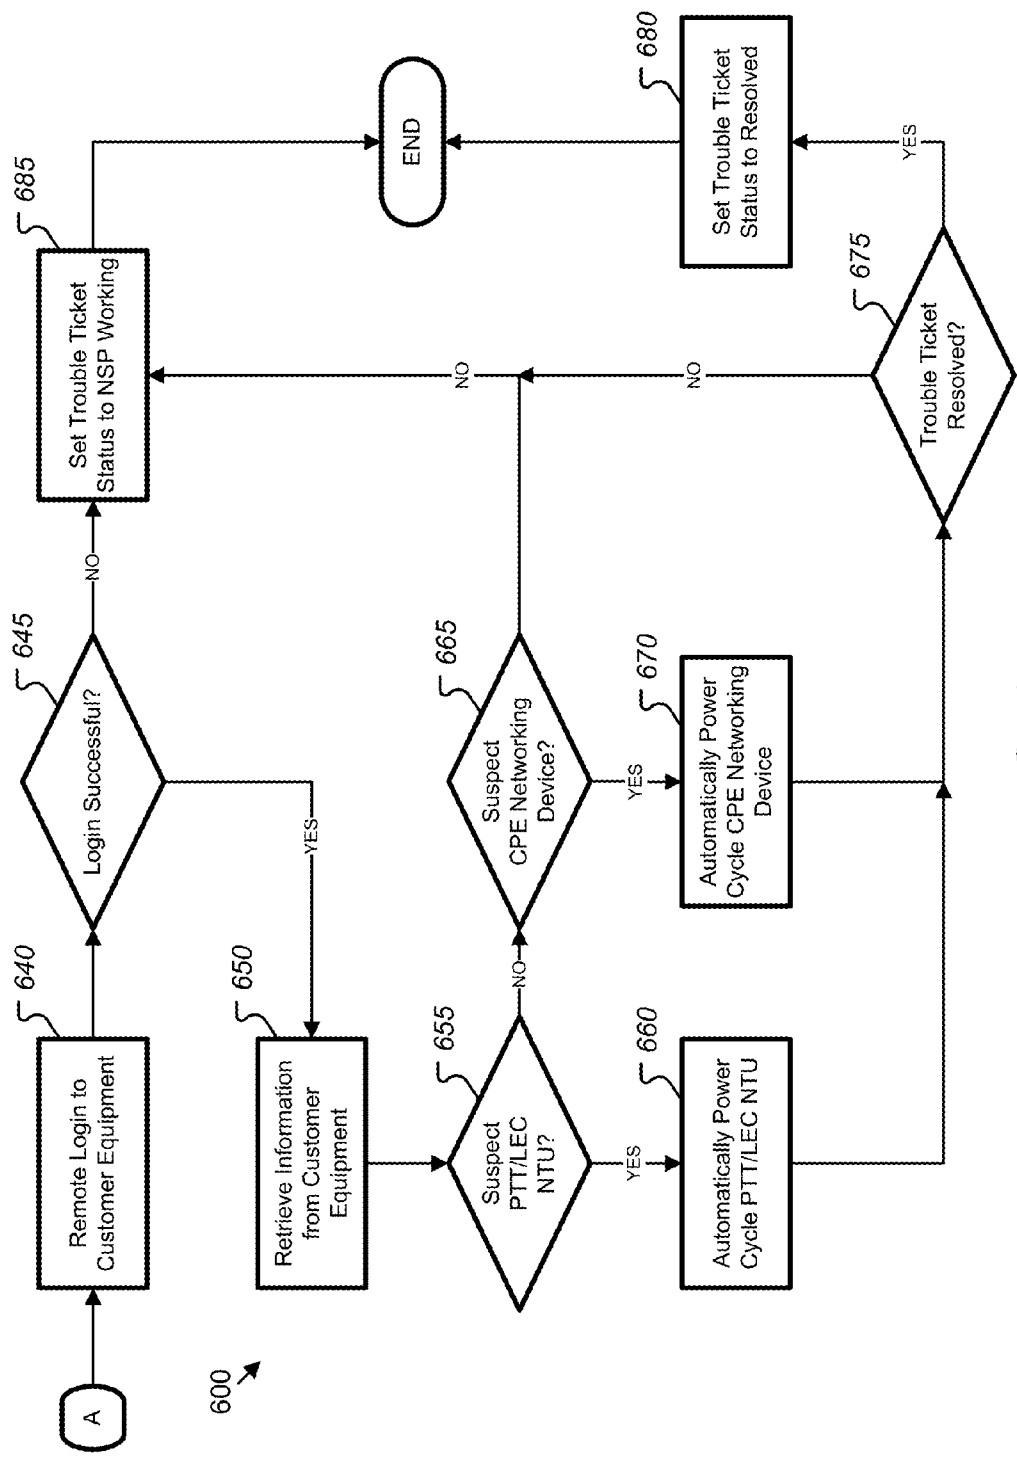 A
Remote Login to
Customer Equipment
640
Login Successful?
645
NO
Set Trouble Ticket
Status to NSP Working
685
YES
600
Retrieve Information
from Customer
Equipment
650
END
Suspect
PTT/LEC
NTU?
655
NO
Suspect
CPE Networking
Device?
665
NO
YES
YES
NO
Automatically Power
Cycle PTT/LEC NTU
660
Automatically Power
Cycle CPE Networking
Device
670
Set Trouble Ticket
Status to Resolved
680
Trouble Ticket
Resolved?
675
YES